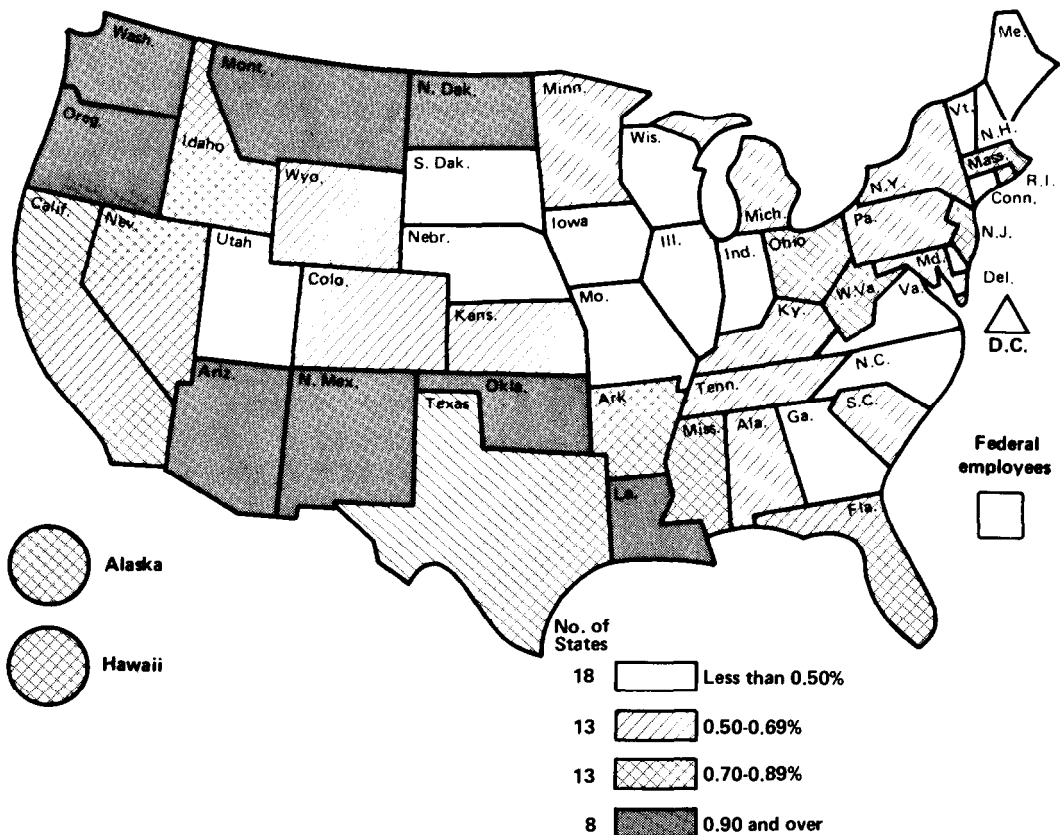 Wash.
Mont.
N. Dak.
Minn.
Me.
Oreg.
Idaho
S. Dak.
Wis.
Vt.
N.H.
Mass.
R.I.
Conn.
Wyo.
Mich.
N.Y.
Calif.
Nev.
Utah
Nebr.
Iowa
Ill.
Ind.
Ohio
Pa.
N.J.
Md.
Del.
Colo.
Kans.
Mo.
Ky.
W.Va.
Va.
D.C.
Ariz.
N. Mex.
Okla.
Texas
Ark.
Tenn.
N.C.
S.C.
Miss.
Ala.
Ga.
La.
Fla.
Federal
employees
Alaska
Hawaii
No. of
States
18 Less than 0.50%
13 0.50-0.69%
13 0.70-0.89%
8 0.90 and over